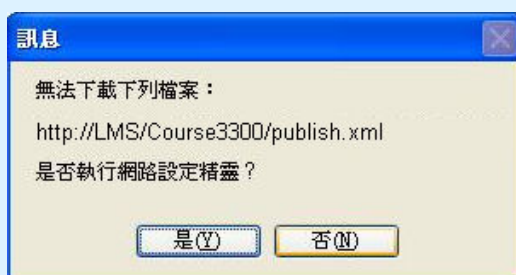 訊息
無法下載下列檔案：
http://LMS/Course3300/publish.xml
是否執行網路設定精靈？
是(Y) 否(N)